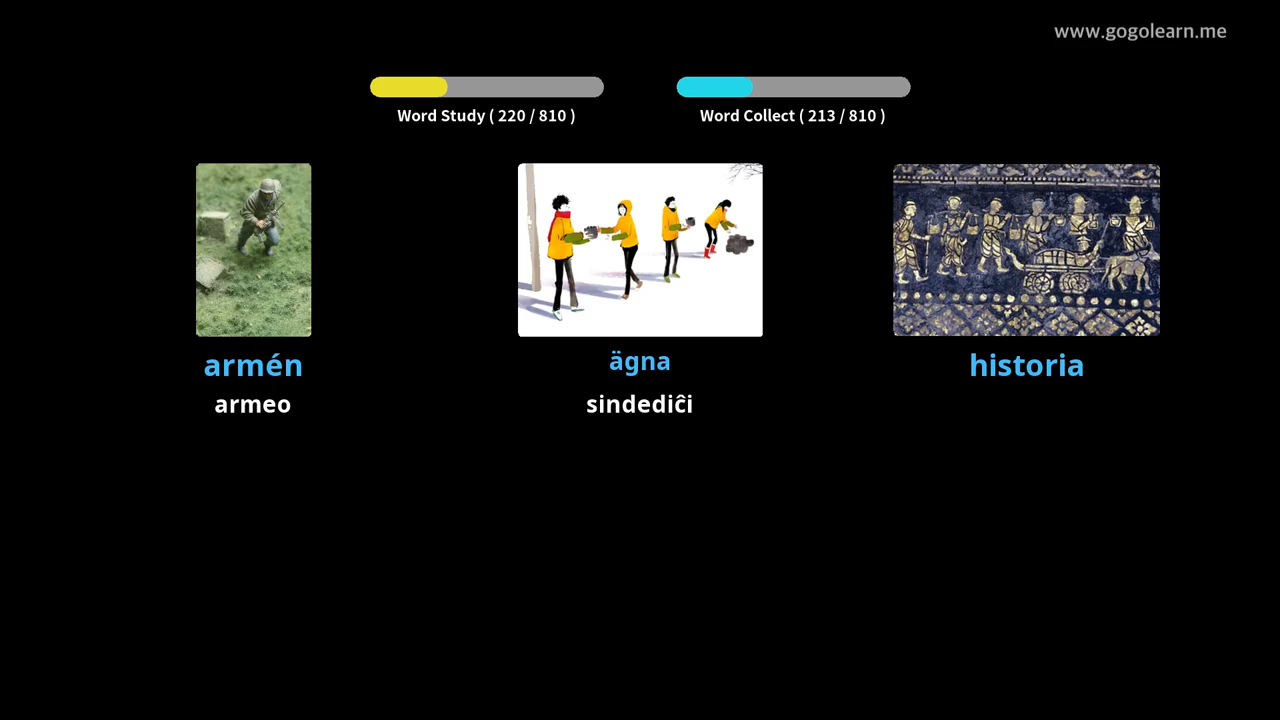 www.gogolearn.me
Word Study ( 220 / 810 )
Word Collect ( 213 / 810 )
armén
ägna
historia
armeo
sindediĉi